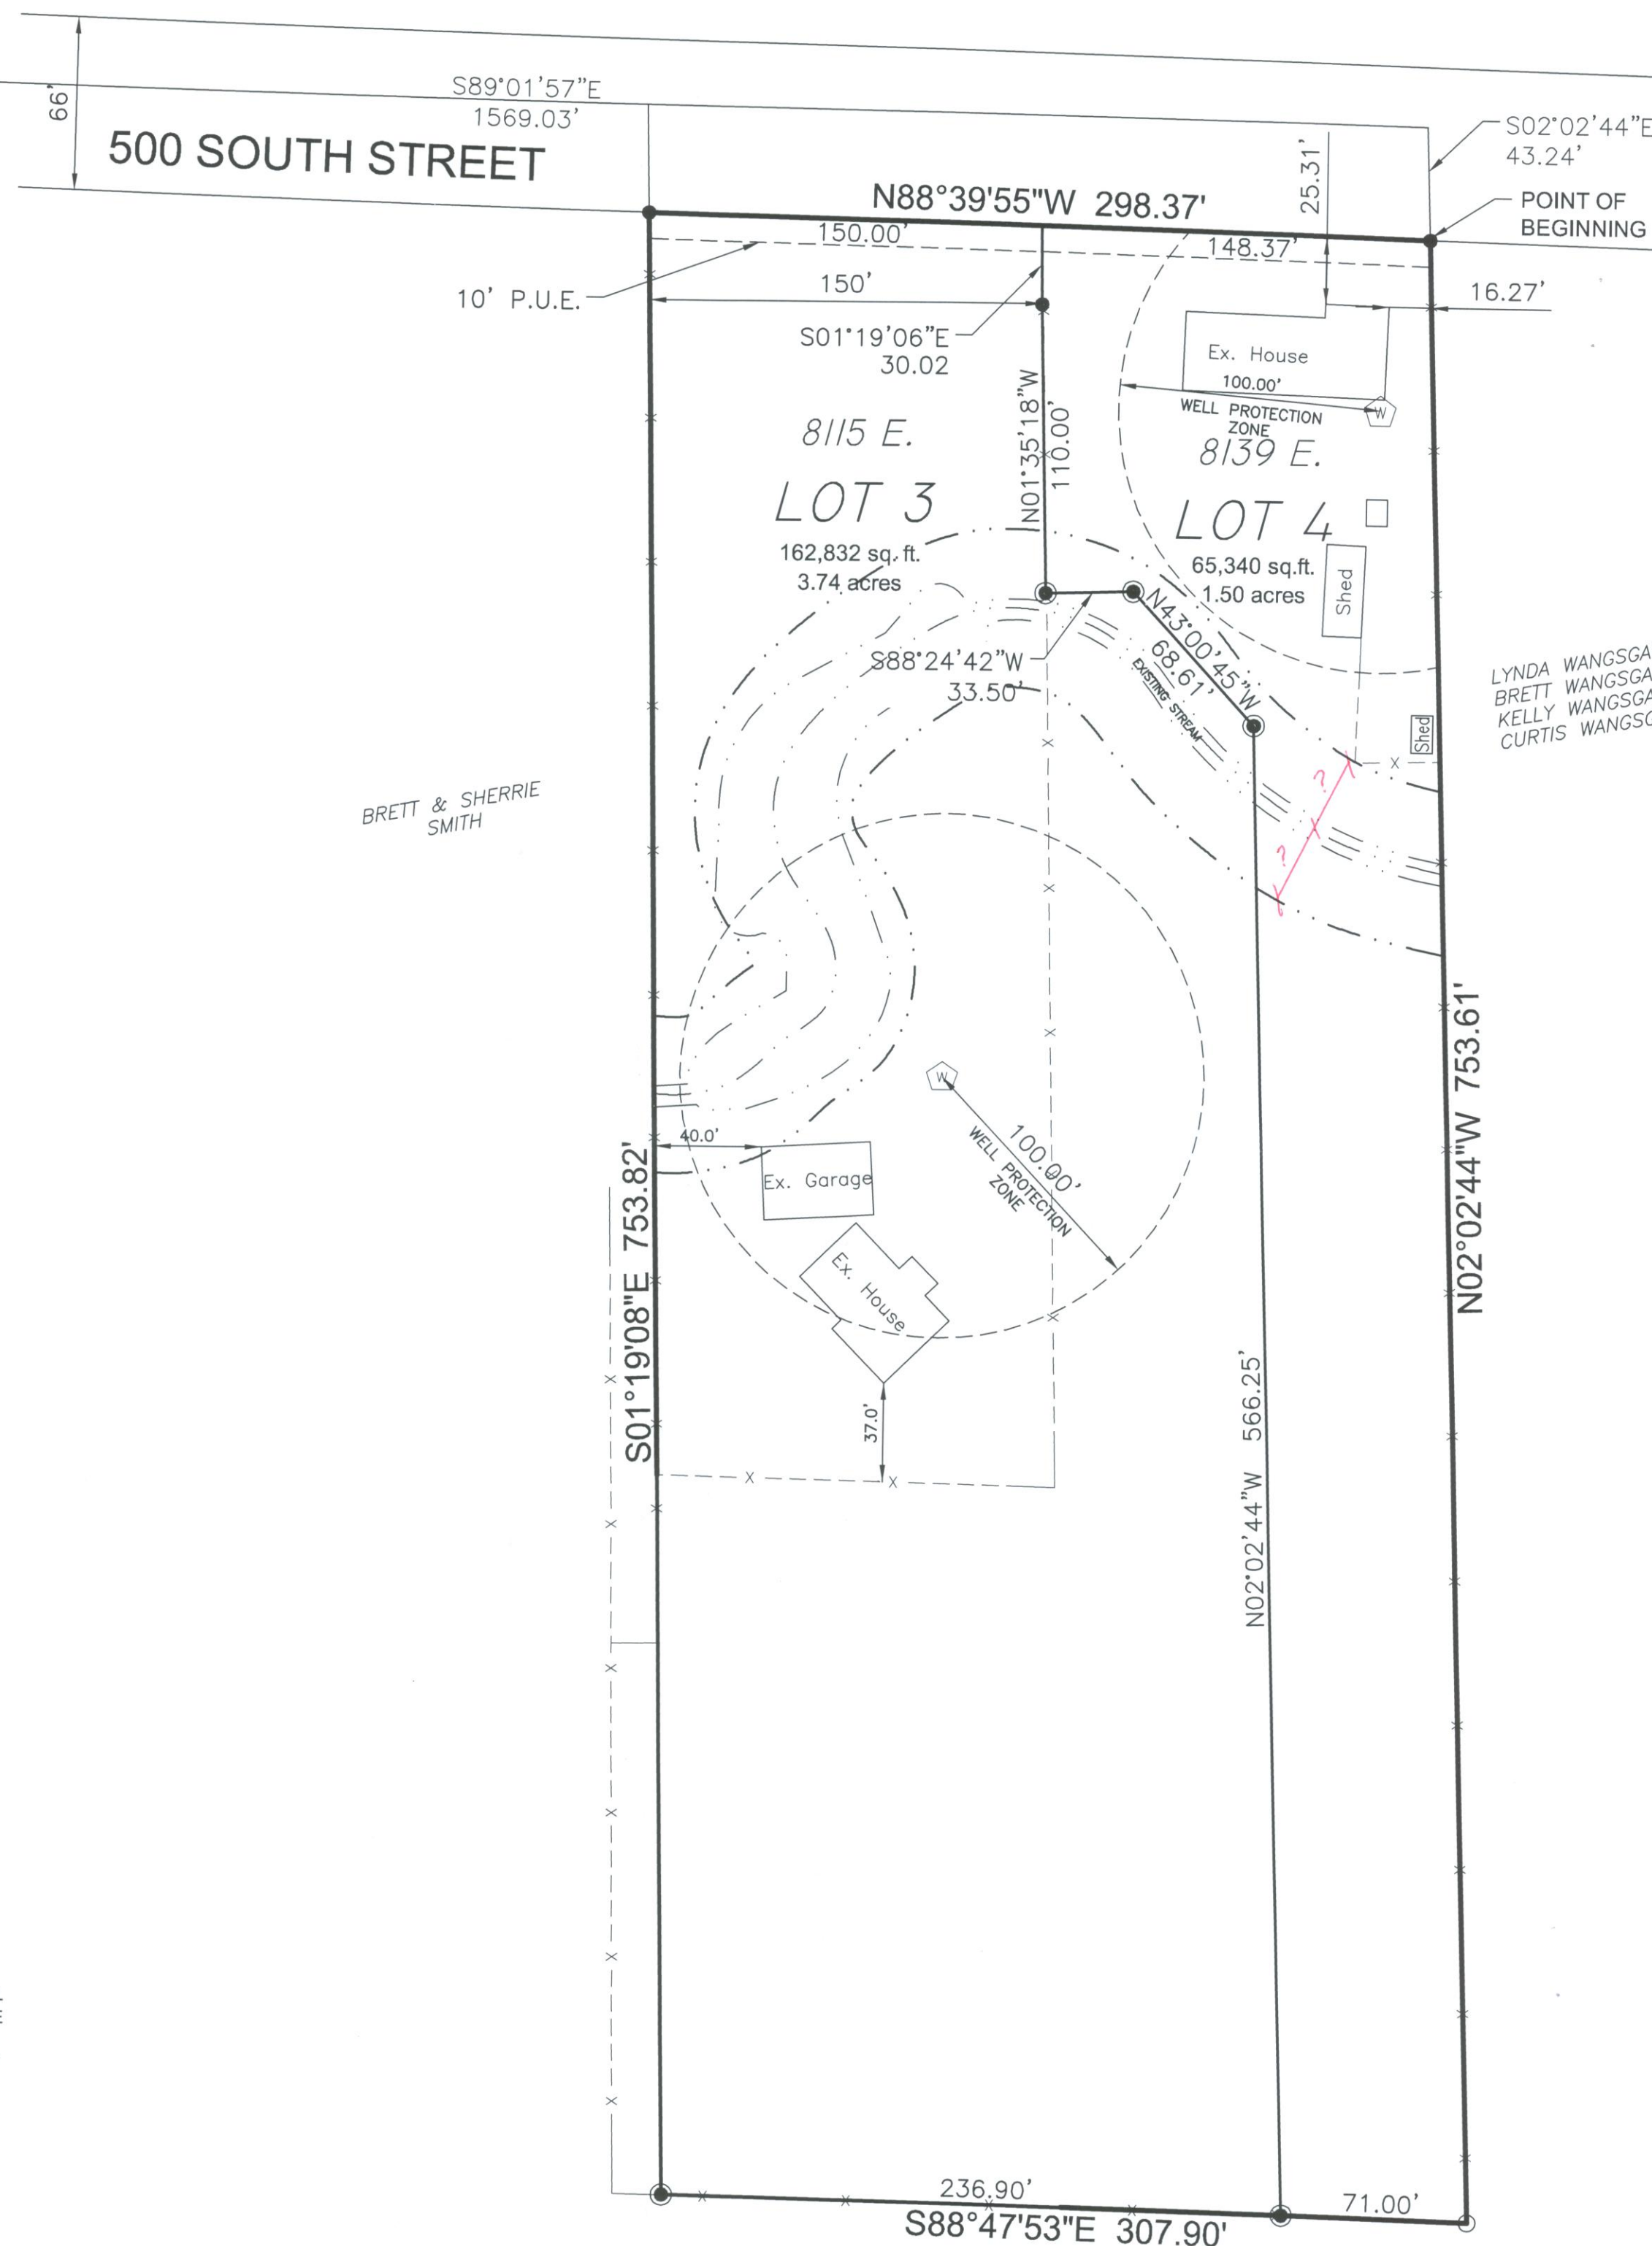 S89°01'57"E
1569.03'
66'
500 SOUTH STREET
S02°02'44"E
43.24'
POINT OF
BEGINNING
N88°39'55"W 298.37'
25.31'
150.00'
148.37'
10' P.U.E.
150'
16.27'
S01°19'06"E
30.02
Ex. House
100.00'
WELL PROTECTION
ZONE
W
N01°35'18"W
110.00'
8115 E.
LOT 3
162,832 sq. ft.
3.74 acres
8139 E.
LOT 4
65,340 sq.ft.
1.50 acres
Shed
S88°24'42"W
33.50'
N43°00'45"W
68.61'
EXISTING STREAM
Shed
LYNDA WANGSGA
BRETT WANGSGA
KELLY WANGSGA
CURTIS WANGSG
?
?
BRETT & SHERRIE
SMITH
W
100.00'
WELL PROTECTION
ZONE
40.0'
Ex. Garage
Ex. House
37.0'
S01°19'08"E 753.82'
N02°02'44"W 753.61'
N02°02'44"W 566.25'
236.90'
71.00'
S88°47'53"E 307.90'